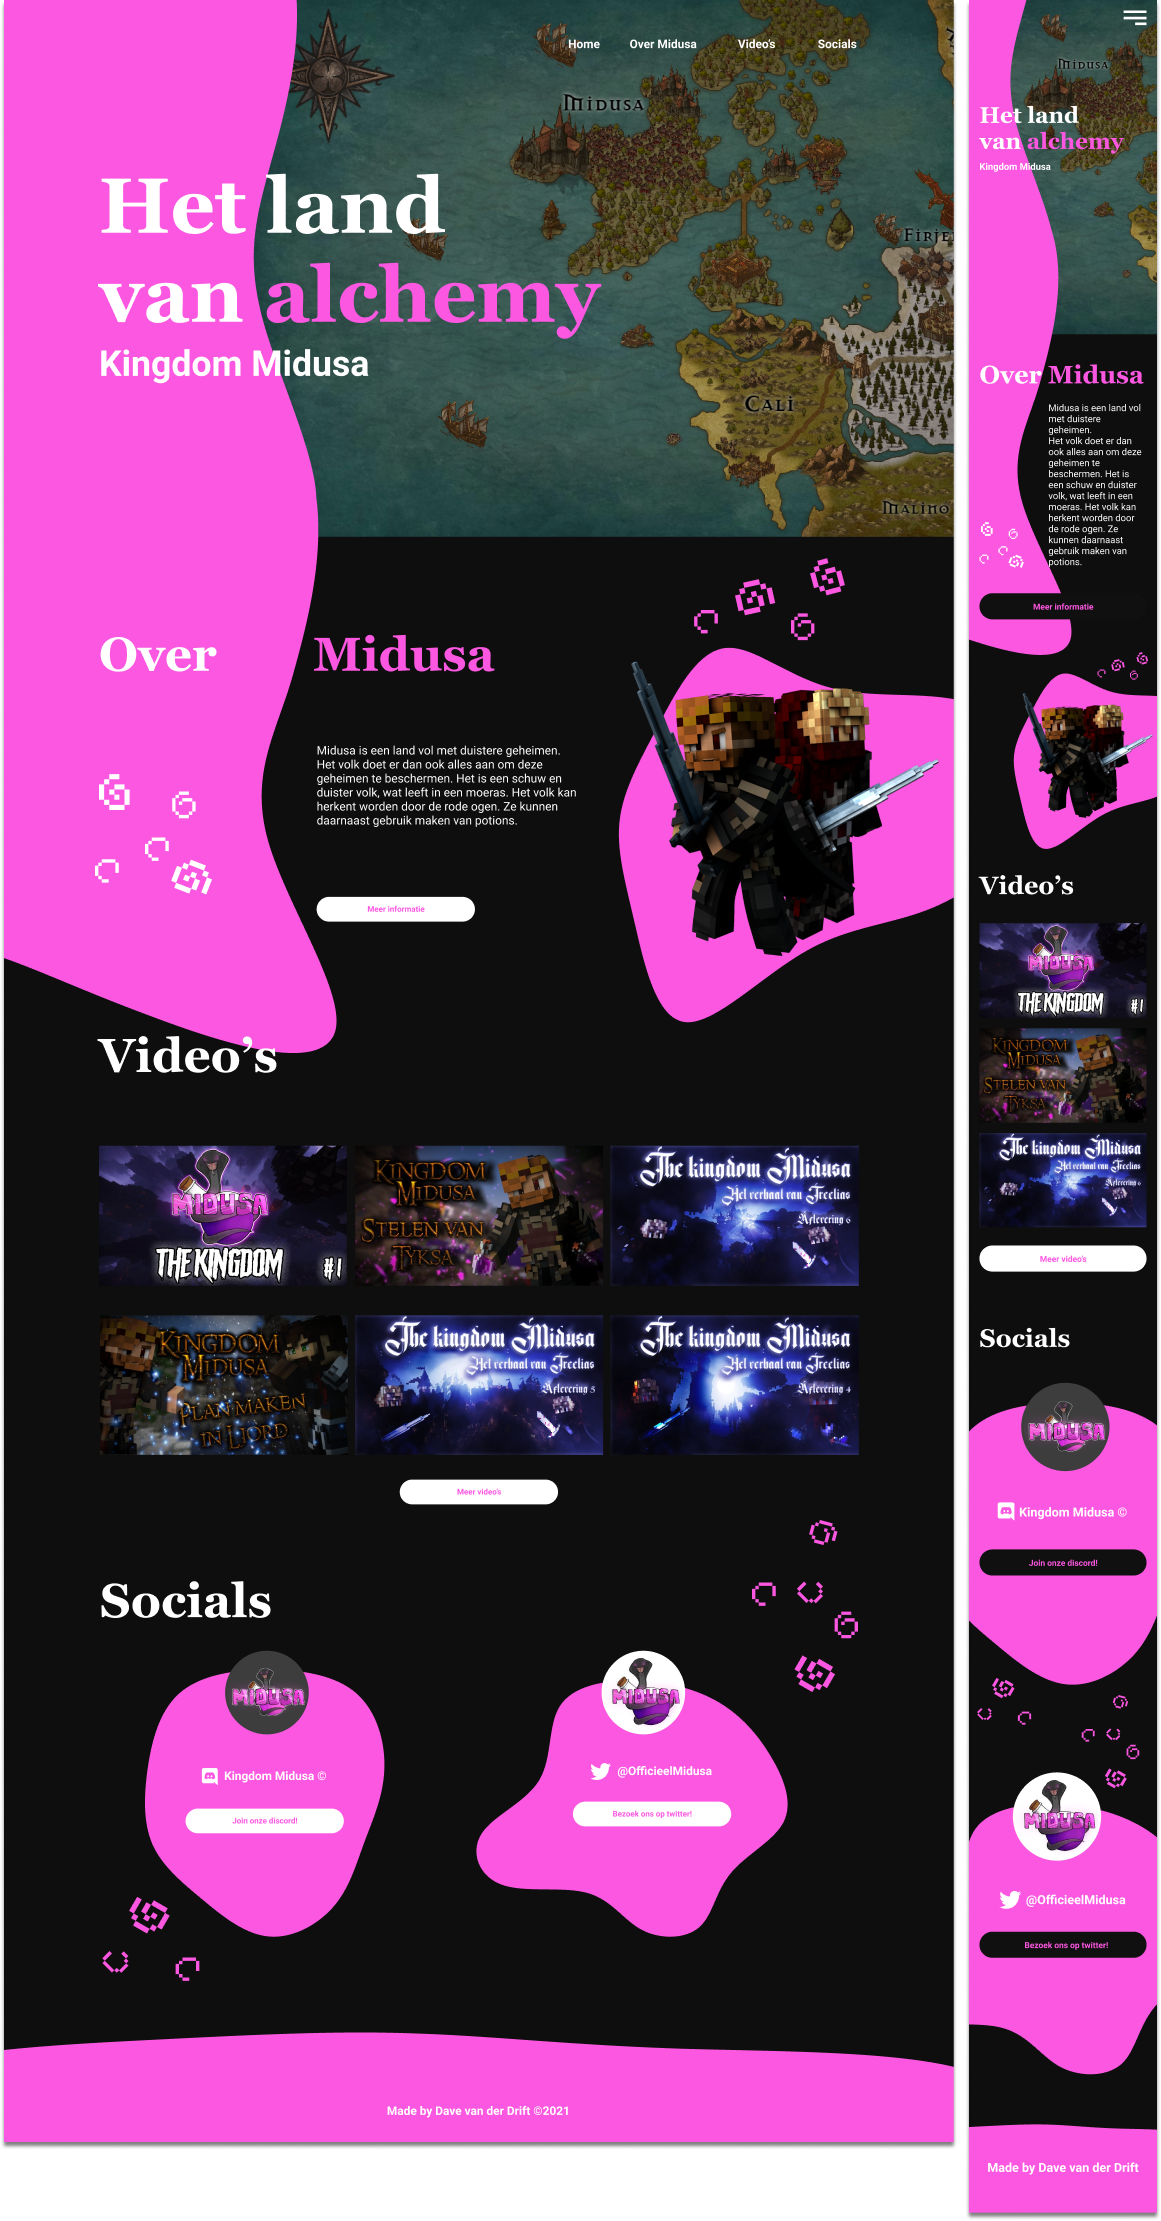 Home Over Midusa Video's Socials
MIDUSA
Het land
van alchemy
Kingdom Midusa
FIRJE
CALI
MALINO
Over Midusa
Midusa is een land vol met duistere geheimen.
Het volk doet er dan ook alles aan om deze
geheimen te beschermen. Het is een schuw en
duister volk, wat leeft in een moeras. Het volk kan
herkent worden door de rode ogen. Ze kunnen
daarnaast gebruik maken van potions.
Meer informatie
Video's
MIDUSA
THE KINGDOM #1
KINGDOM
MIDUSA
STELEN VAN
TYKSA
The kingdom Midusa
Het verhaal van Freelias
Aflevering 6
KINGDOM
MIDUSA
PLAN MAKEN
IN LJORD
The kingdom Midusa
Het verhaal van Freelias
Aflevering 5
The kingdom Midusa
Het verhaal van Freelias
Aflevering 4
Meer video's
Socials
MIDUSA
Kingdom Midusa ©
Join onze discord!
MIDUSA
@OfficieelMidusa
Bezoek ons op twitter!
Made by Dave van der Drift ©2021
MIDUSA
Het land
van alchemy
Kingdom Midusa
Over Midusa
Midusa is een land vol
met duistere
geheimen.
Het volk doet er dan
ook alles aan om deze
geheimen te
beschermen. Het is
een schuw en duister
volk, wat leeft in een
moeras. Het volk kan
herkent worden door
de rode ogen. Ze
kunnen daarnaast
gebruik maken van
potions.
Meer informatie
Video's
MIDUSA
THE KINGDOM #1
KINGDOM
MIDUSA
STELEN VAN
TYKSA
The kingdom Midusa
Het verhaal van Freelias
Aflevering 6
Meer video's
Socials
MIDUSA
Kingdom Midusa ©
Join onze discord!
MIDUSA
@OfficieelMidusa
Bezoek ons op twitter!
Made by Dave van der Drift